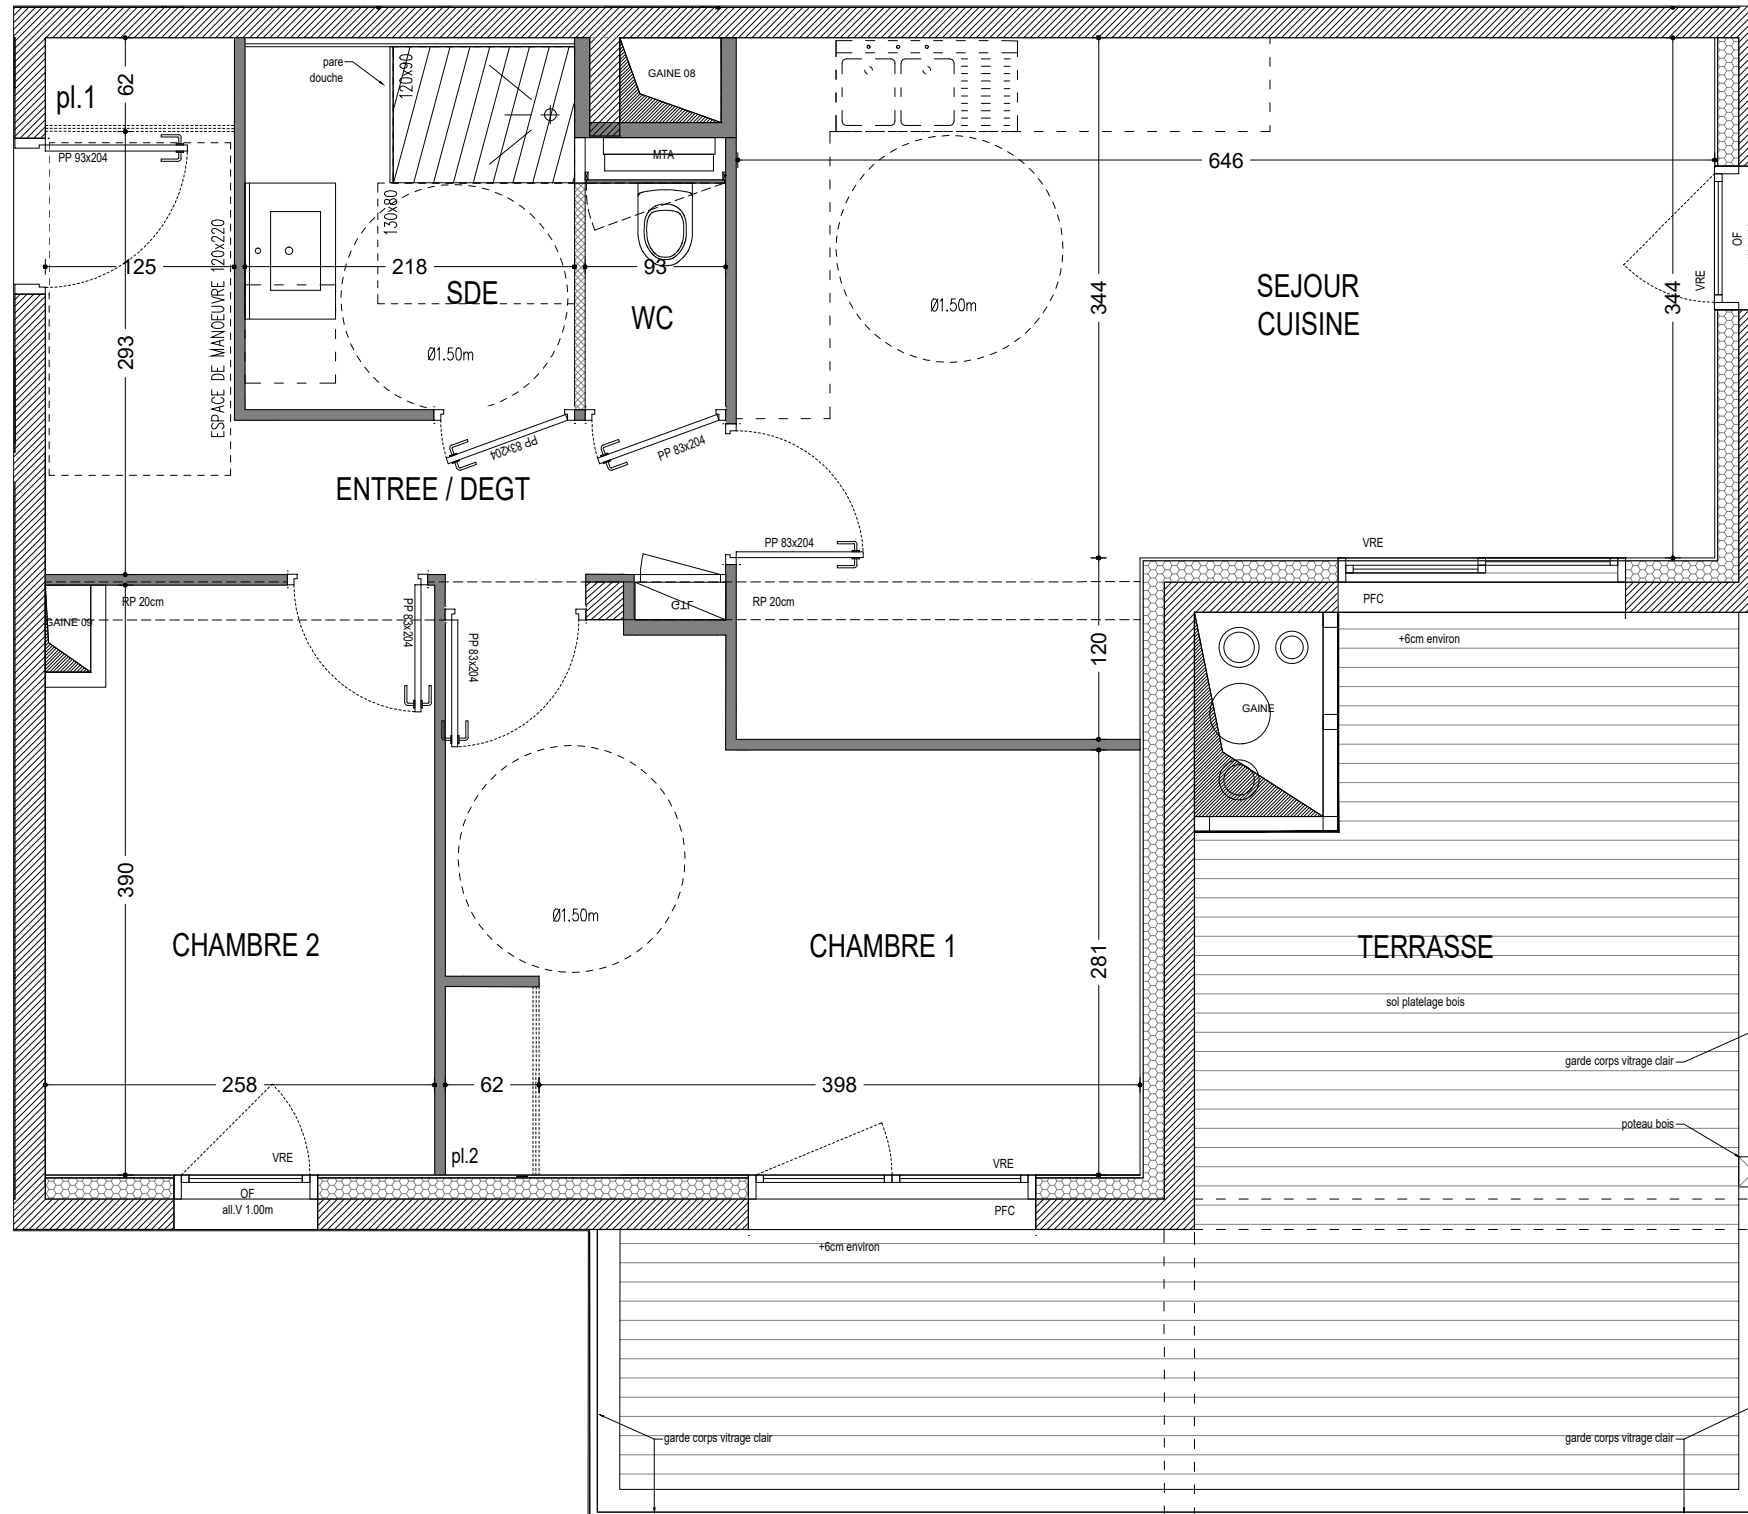 pare
douche
120x90
GAINE 08
62
pl.1
PP 93x204
MTA
646
130x80
OF
VRE
125
218
93
SDE
WC
ESPACE DE MANOEUVRE 120x220
293
Ø1.50m
Ø1.50m
344
SEJOUR
CUISINE
344
PP 83x204
PP 83x204
ENTREE / DEGT
PP 83x204
VRE
RP 20cm
PP 83x204
GTL
RP 20cm
PFC
GAINE 09
PP 83x204
120
+6cm environ
GAINE
390
Ø1.50m
CHAMBRE 2
CHAMBRE 1
281
TERRASSE
sol platelage bois
garde corps vitrage clair
258
62
398
poteau bois
VRE
pl.2
VRE
OF
all.V 1.00m
PFC
+6cm environ
garde corps vitrage clair
garde corps vitrage clair